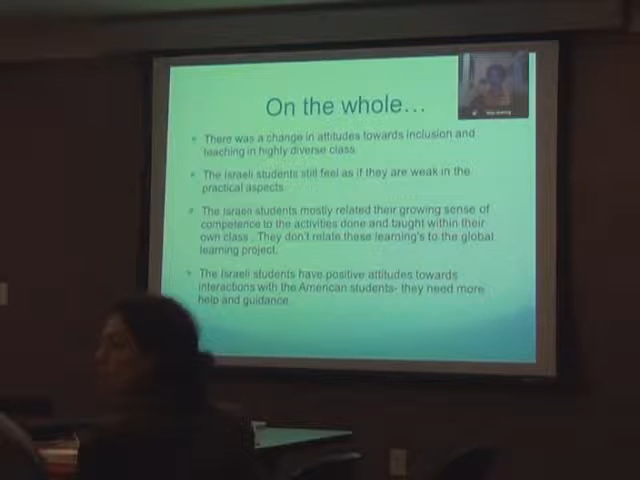 On the whole…
There was a change in attitudes towards inclusion and
teaching in highly diverse class.
The Israeli students still feel as if they are weak in the
practical aspects
The Israeli students mostly related their growing sense of
competence to the activities done and taught within their
own class . They don't relate these learning's to the global
learning project.
The Israeli students have positive attitudes towards
interactions with the American students- they need more
help and guidance.